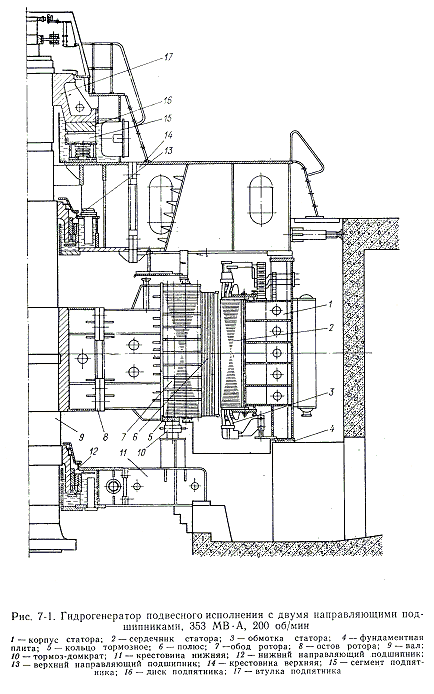 17
16
15
14
13
1
2
3
4
9
8
7 6 5
12
11 10
Рис. 7-1. Гидрогенератор подвесного исполнения с двумя направляющими под-
шипниками, 353 МВ·А, 200 об/мин
1 — корпус статора; 2 — сердечник статора; 3 — обмотка статора; 4 — фундаментная
плита; 5 — кольцо тормозное; 6 — полюс; 7 — обод ротора; 8 — остов ротора; 9 — вал;
10 — тормоз-домкрат; 11 — крестовина нижняя; 12 — нижний направляющий подшипник;
13 — верхний направляющий подшипник; 14 — крестовина верхняя; 15 — сегмент подпят-
ника; 16 — диск подпятника; 17 — втулка подпятника